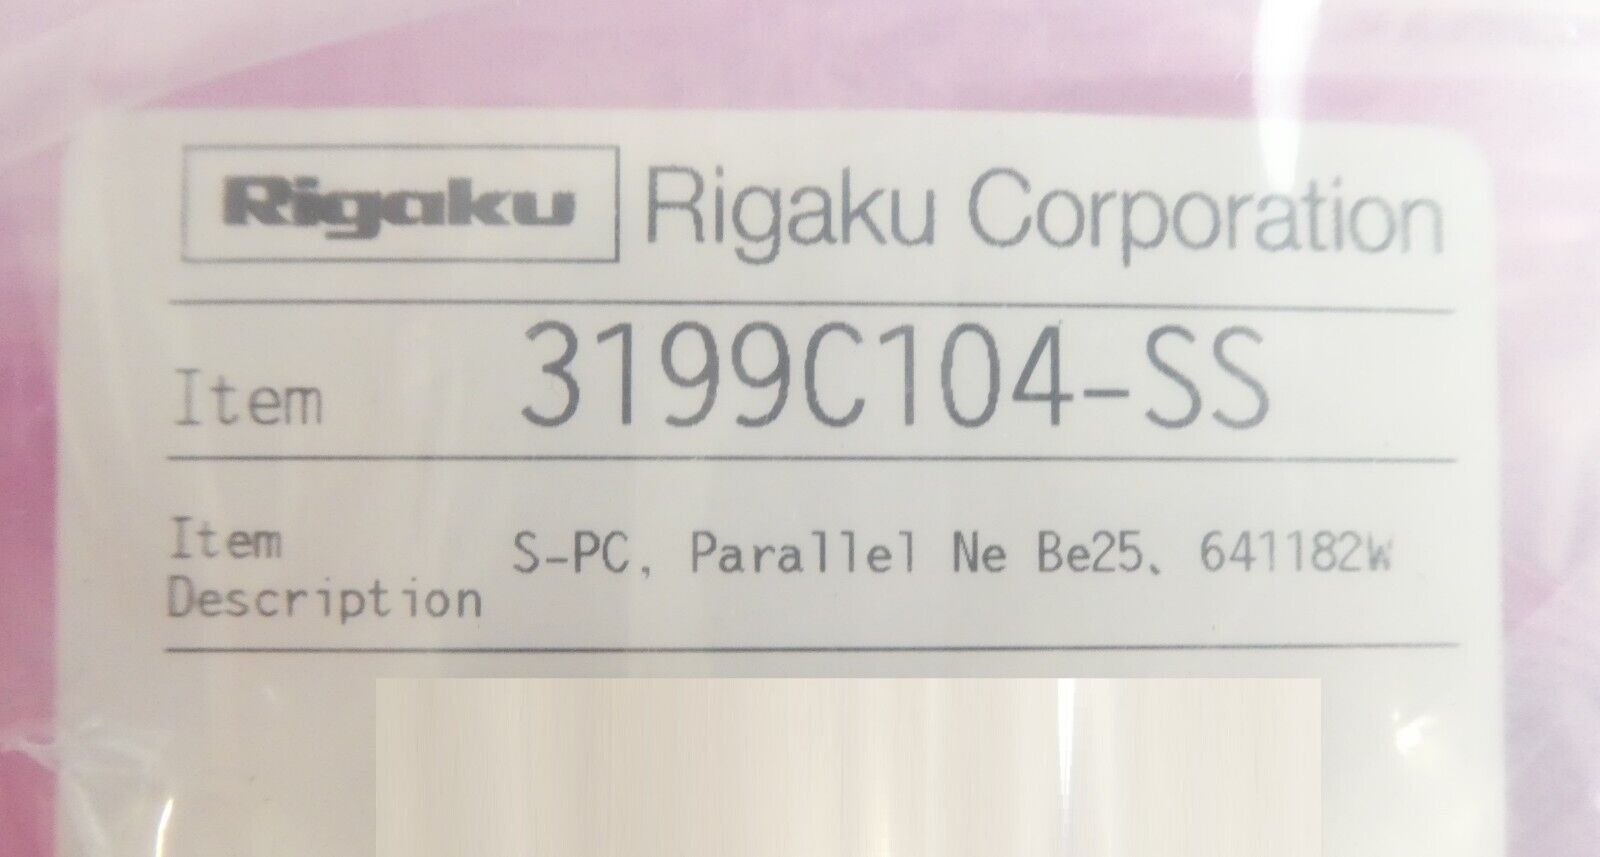 Rigaku Rigaku Corporation
Item 3199C104-SS
Item Description S-PC, Parallel Ne Be25、 641182W